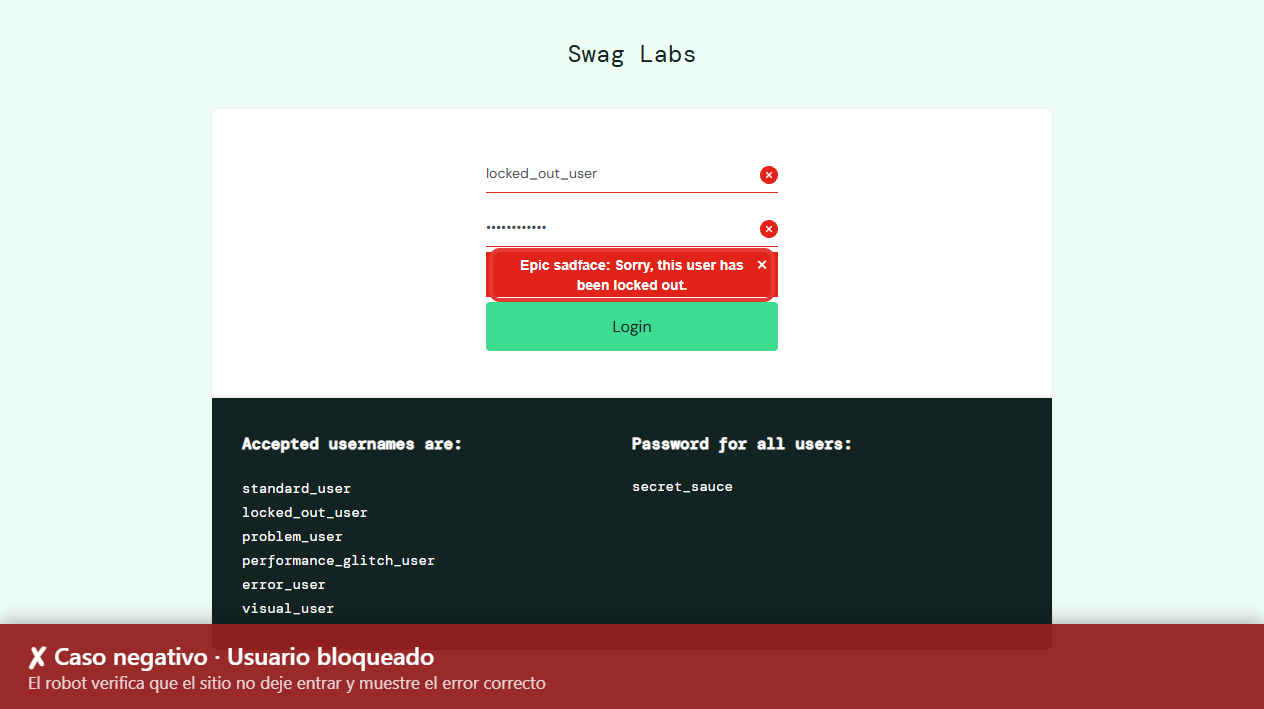 Swag Labs
locked_out_user
••••••••••••
Epic sadface: Sorry, this user has
been locked out.
Login
Accepted usernames are:
standard_user
locked_out_user
problem_user
performance_glitch_user
error_user
visual_user
Password for all users:
secret_sauce
✗ Caso negativo · Usuario bloqueado
El robot verifica que el sitio no deje entrar y muestre el error correcto